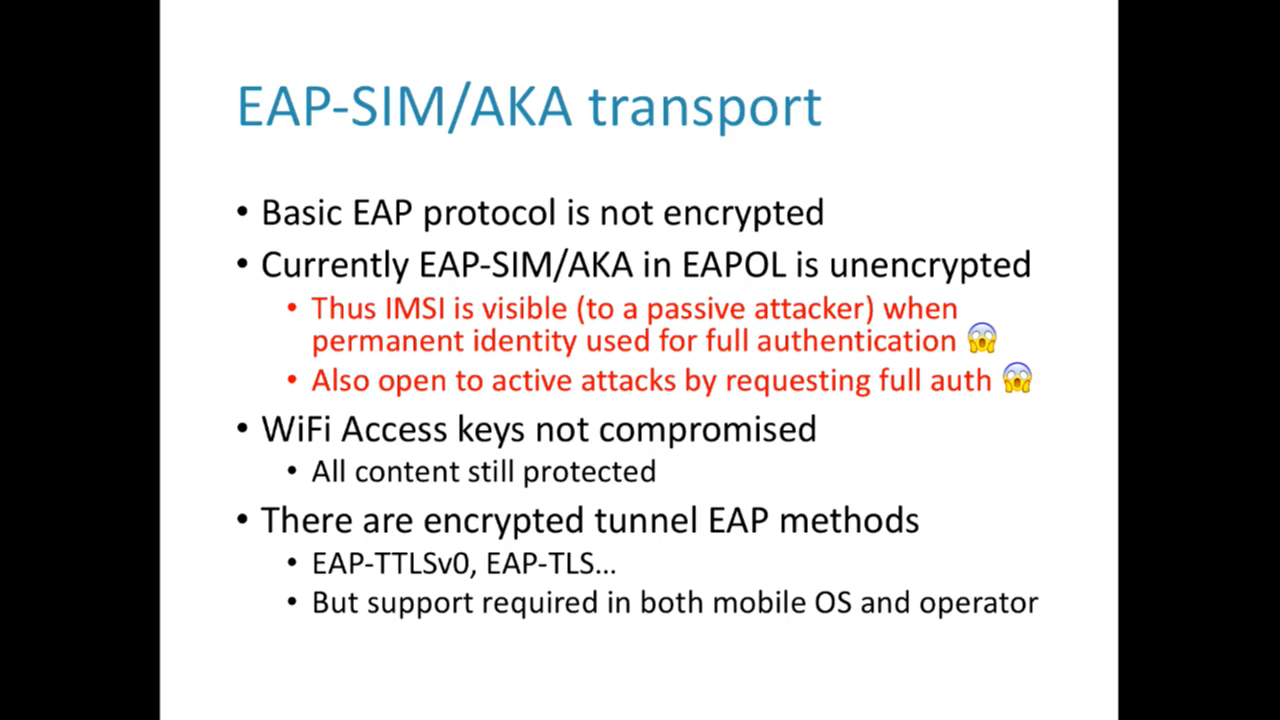 EAP-SIM/AKA transport
• Basic EAP protocol is not encrypted
• Currently EAP-SIM/AKA in EAPOL is unencrypted
• Thus IMSI is visible (to a passive attacker) when
permanent identity used for full authentication 😱
• Also open to active attacks by requesting full auth 😱
• WiFi Access keys not compromised
• All content still protected
• There are encrypted tunnel EAP methods
• EAP-TTLSv0, EAP-TLS...
• But support required in both mobile OS and operator